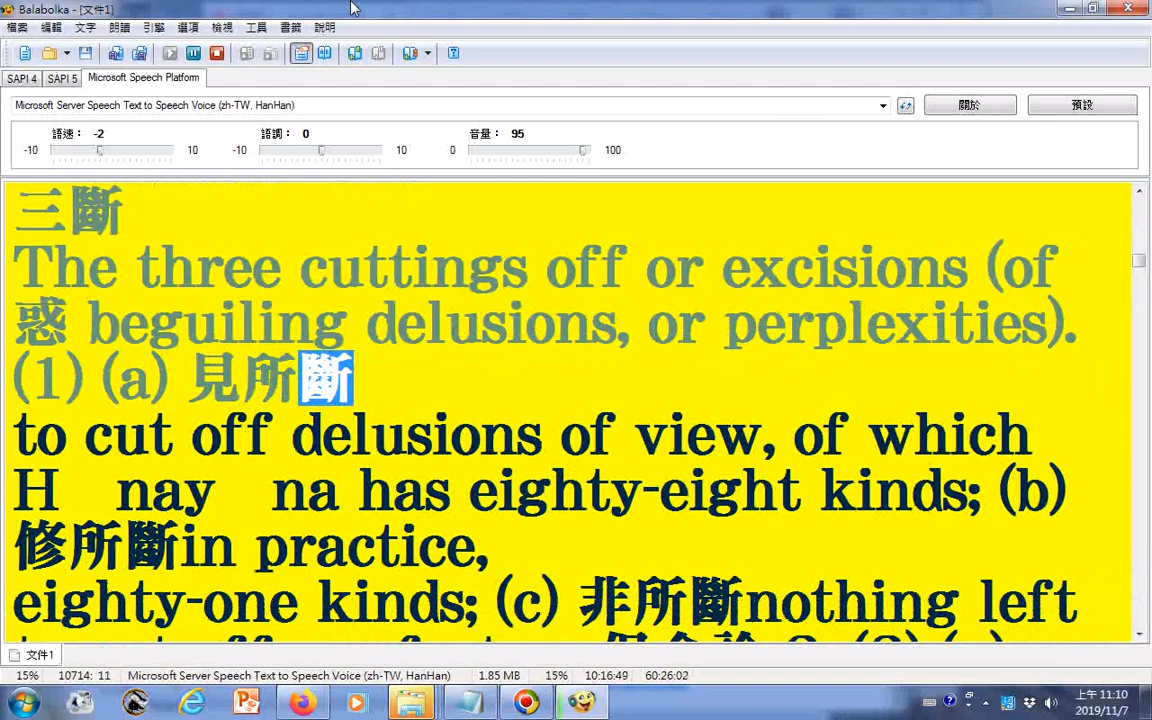 Balabolka - [文件1]
檔案 編輯 文字 朗讀 引擎 選項 檢視 工具 書籤 說明
SAPI 4 SAPI 5 Microsoft Speech Platform
Microsoft Server Speech Text to Speech Voice (zh-TW, HanHan) 關於 預設
語速： -2 語調： 0 音量： 95
-10 10 -10 10 0 100
三斷
The three cuttings off or excisions (of
惑 beguiling delusions, or perplexities).
(1) (a) 見所斷
to cut off delusions of view, of which
H nay na has eighty-eight kinds; (b)
修所斷in practice,
eighty-one kinds; (c) 非所斷nothing left
文件1
15% 10714: 11 Microsoft Server Speech Text to Speech Voice (zh-TW, HanHan) 1.85 MB 15% 10:16:49 60:26:02
上午 11:10
2019/11/7